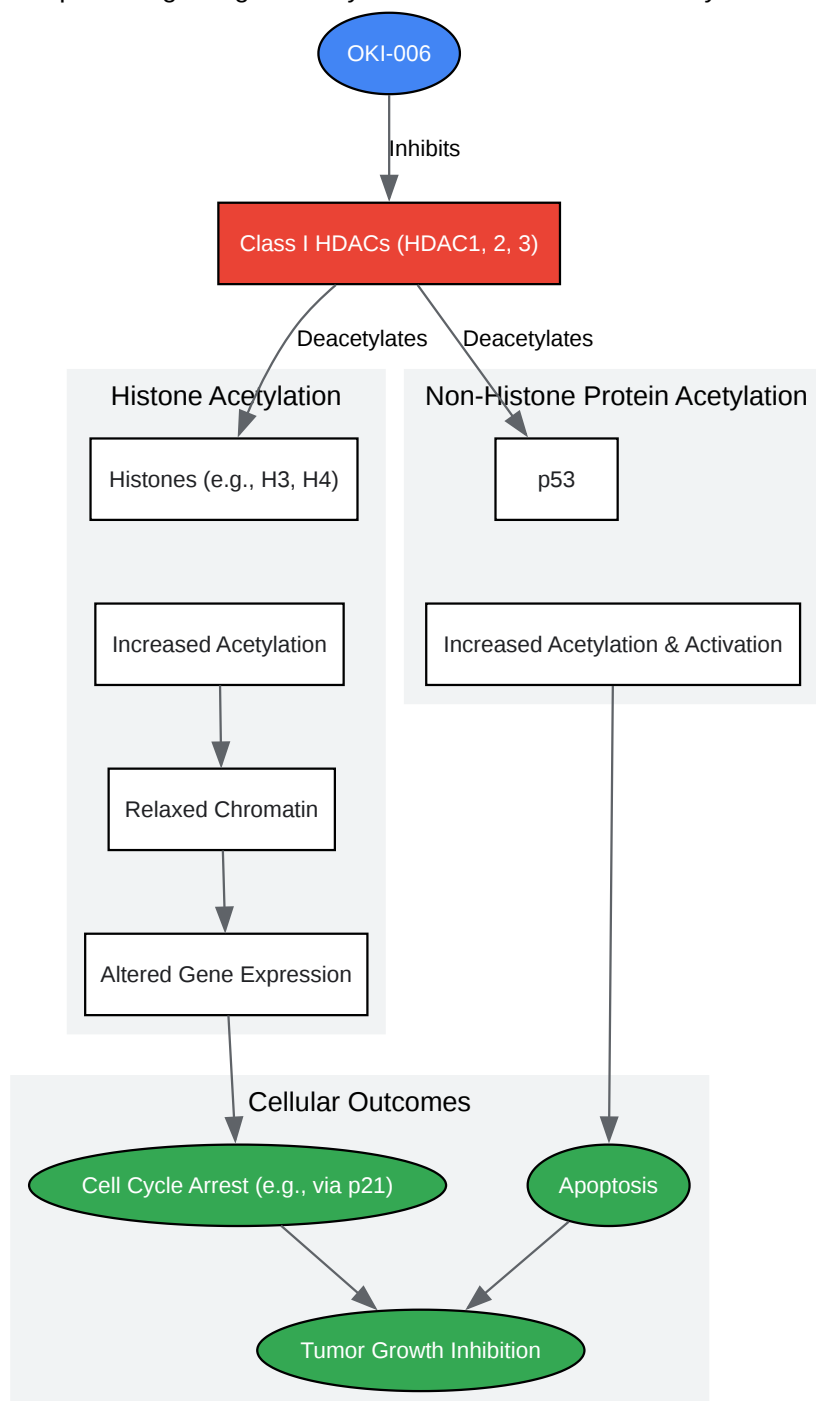 OKI-006
Inhibits
Class I HDACs (HDAC1, 2, 3)
Deacetylates
Deacetylates
Histone Acetylation
Non-Histone Protein Acetylation
Histones (e.g., H3, H4)
p53
Increased Acetylation
Increased Acetylation & Activation
Relaxed Chromatin
Altered Gene Expression
Cellular Outcomes
Cell Cycle Arrest (e.g., via p21)
Apoptosis
Tumor Growth Inhibition